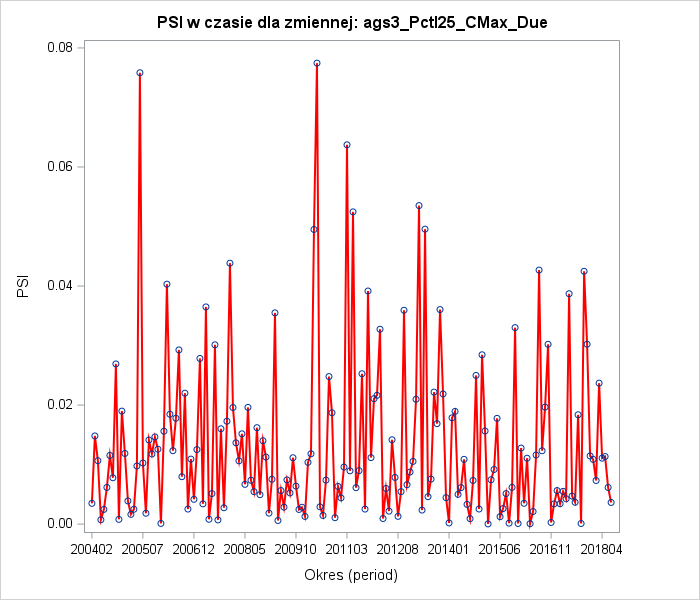 PSI w czasie dla zmiennej: ags3_Pctl25_CMax_Due
0.08
0.06
0.04
0.02
0.00
PSI
200402 200507 200612 200805 200910 201103 201208 201401 201506 201611 201804
Okres (period)